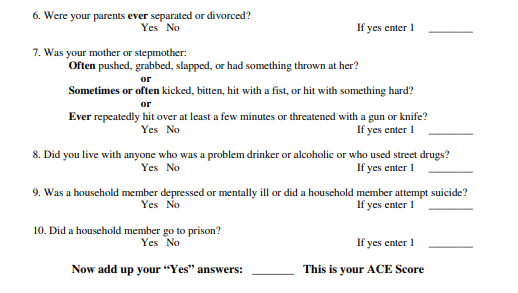 6. Were your parents ever separated or divorced?
Yes No If yes enter 1 ________
7. Was your mother or stepmother:
Often pushed, grabbed, slapped, or had something thrown at her?
or
Sometimes or often kicked, bitten, hit with a fist, or hit with something hard?
or
Ever repeatedly hit over at least a few minutes or threatened with a gun or knife?
Yes No If yes enter 1 ________
8. Did you live with anyone who was a problem drinker or alcoholic or who used street drugs?
Yes No If yes enter 1 ________
9. Was a household member depressed or mentally ill or did a household member attempt suicide?
Yes No If yes enter 1 ________
10. Did a household member go to prison?
Yes No If yes enter 1 ________
Now add up your “Yes” answers: _______ This is your ACE Score